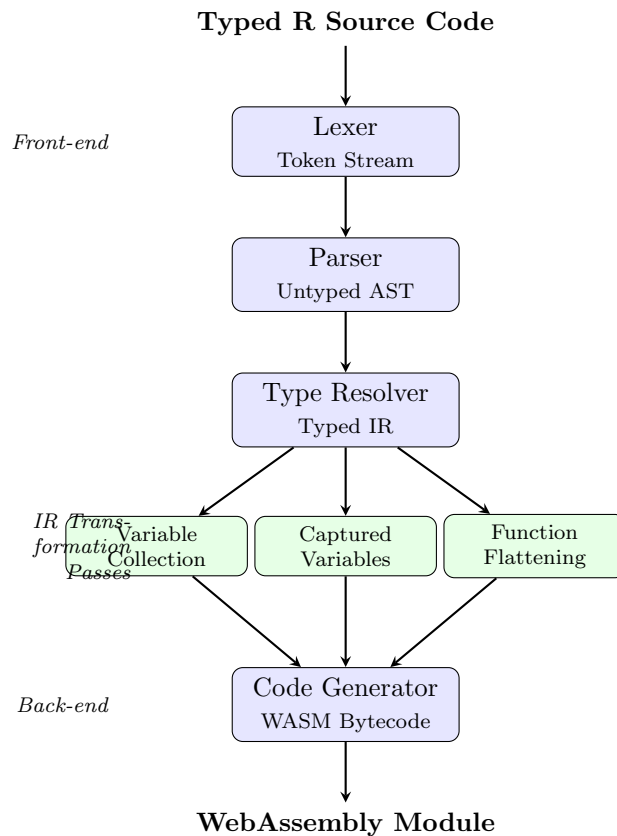 Typed R Source Code
Front-end
Lexer
Token Stream
Parser
Untyped AST
Type Resolver
Typed IR
IR Trans-
formation
Passes
Variable
Collection
Captured
Variables
Function
Flattening
Back-end
Code Generator
WASM Bytecode
WebAssembly Module